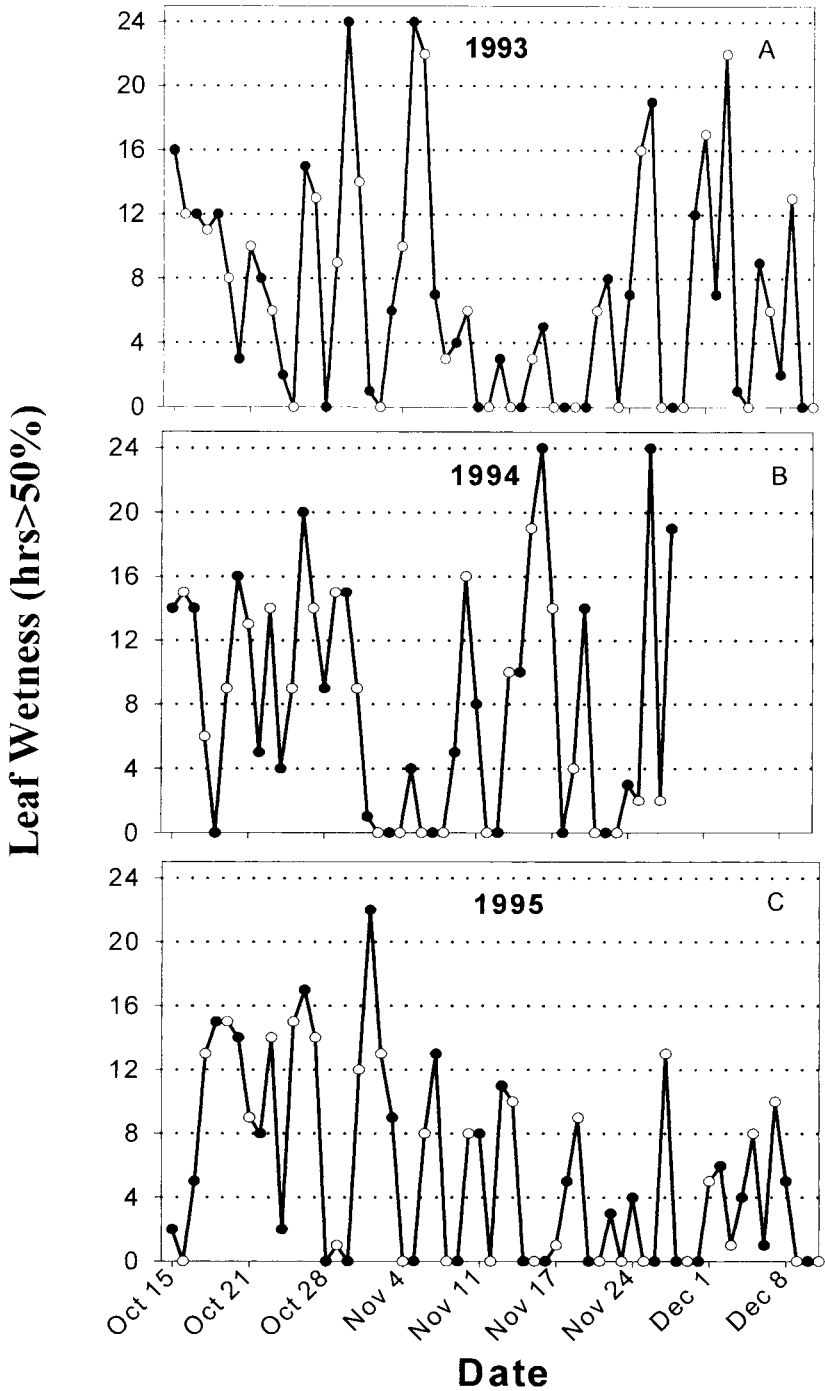 24
20
16
12
8
4
0
1993
A
24
20
16
12
8
4
0
1994
B
24
20
16
12
8
4
0
1995
C
Leaf Wetness (hrs>50%)
Oct 15
Oct 21
Oct 28
Nov 4
Nov 11
Nov 17
Nov 24
Dec 1
Dec 8
Date